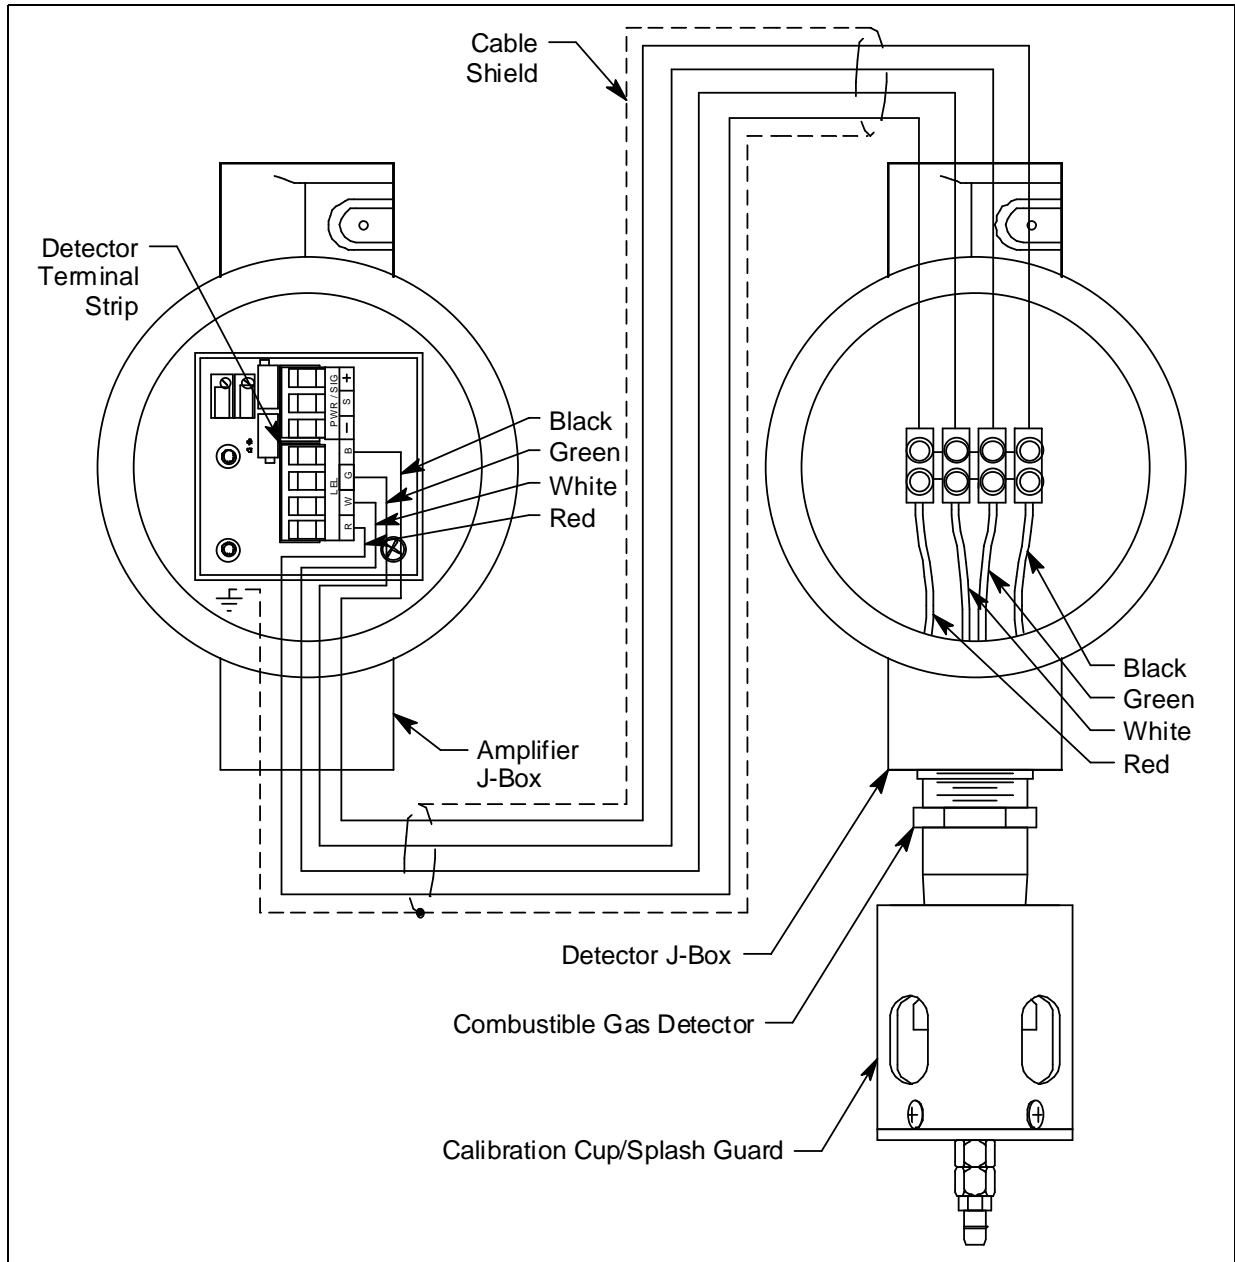 Cable
Shield
Detector
Terminal
Strip
PWR / SIG
+
S
−
LEL
B
G
W
R
Black
Green
White
Red
Amplifier
J-Box
Black
Green
White
Red
Detector J-Box
Combustible Gas Detector
Calibration Cup/Splash Guard